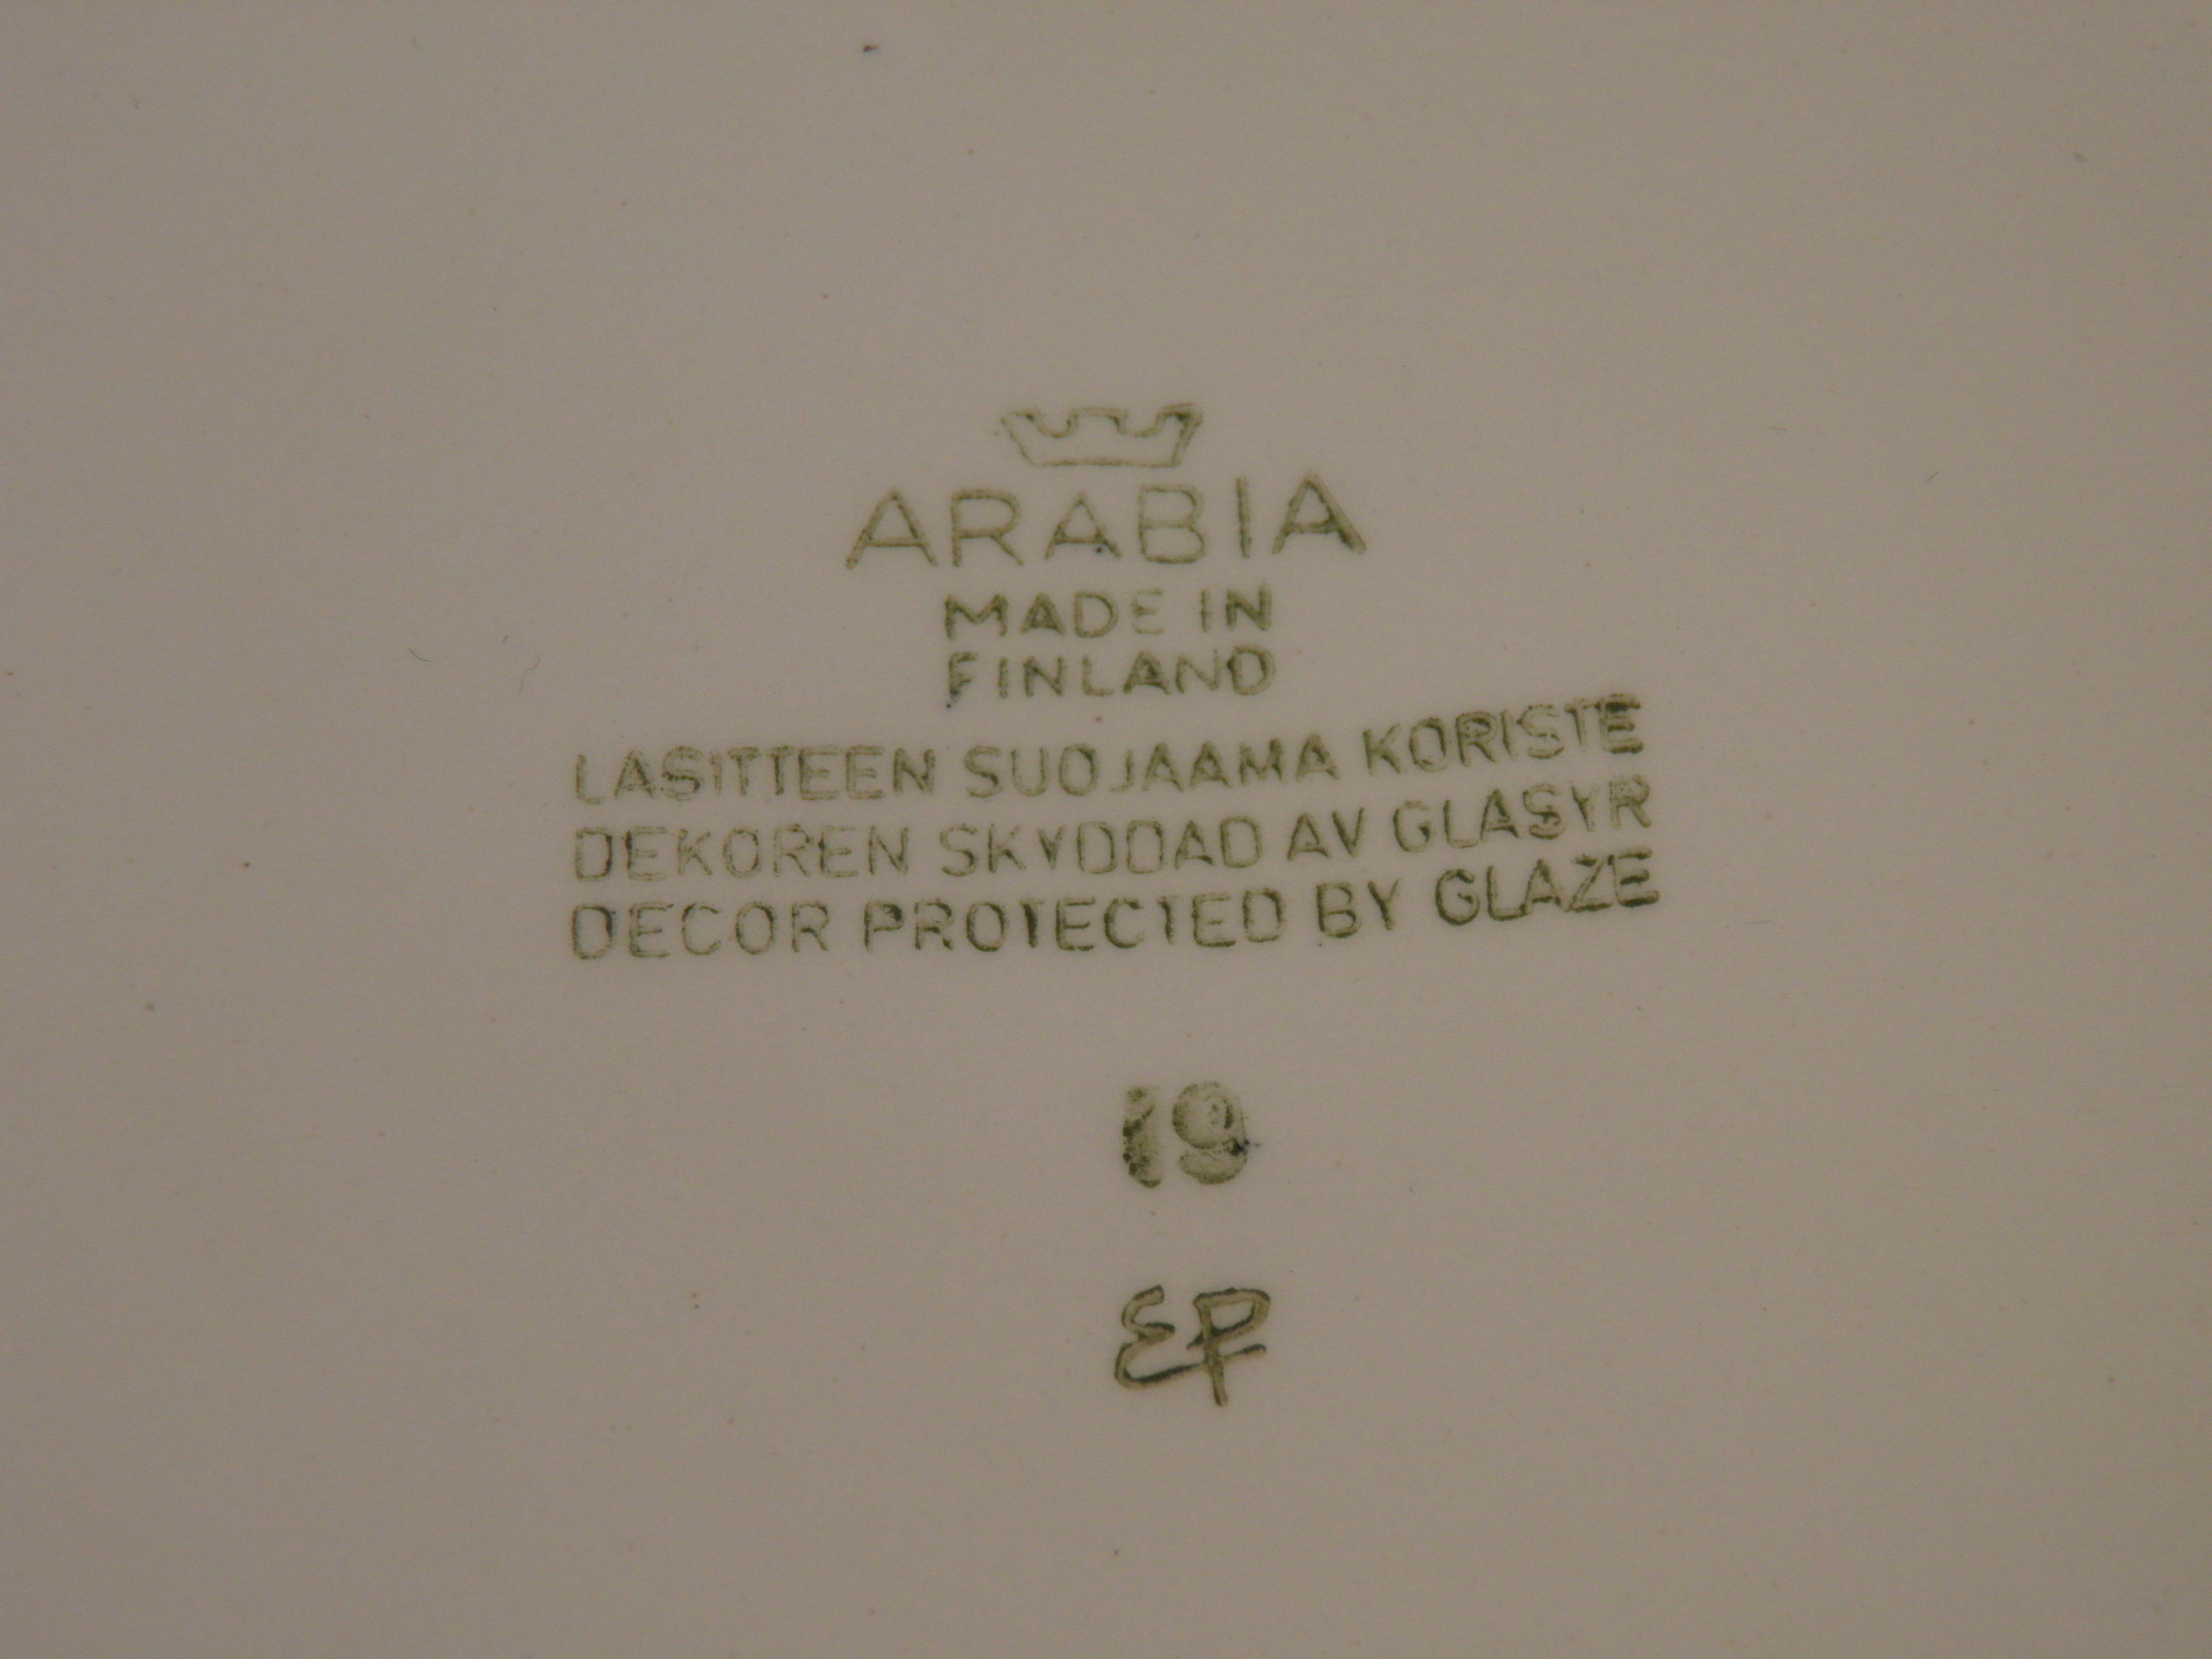 ARABIA
MADE IN
FINLAND
LASITTEEN SUOJAAMA KORISTE
DEKOREN SKYDDAD AV GLASYR
DECOR PROTECTED BY GLAZE
19
EP